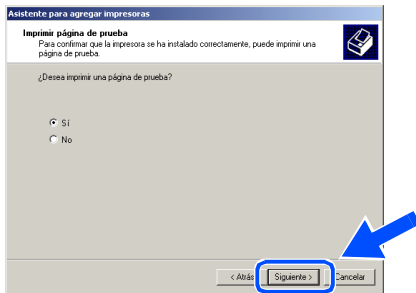 Asistente para agregar impresoras
Imprimir página de prueba
Para confirmar que la impresora se ha instalado correctamente, puede imprimir una
página de prueba.
¿Desea imprimir una página de prueba?
Sí
No
< Atrás
Siguiente >
Cancelar